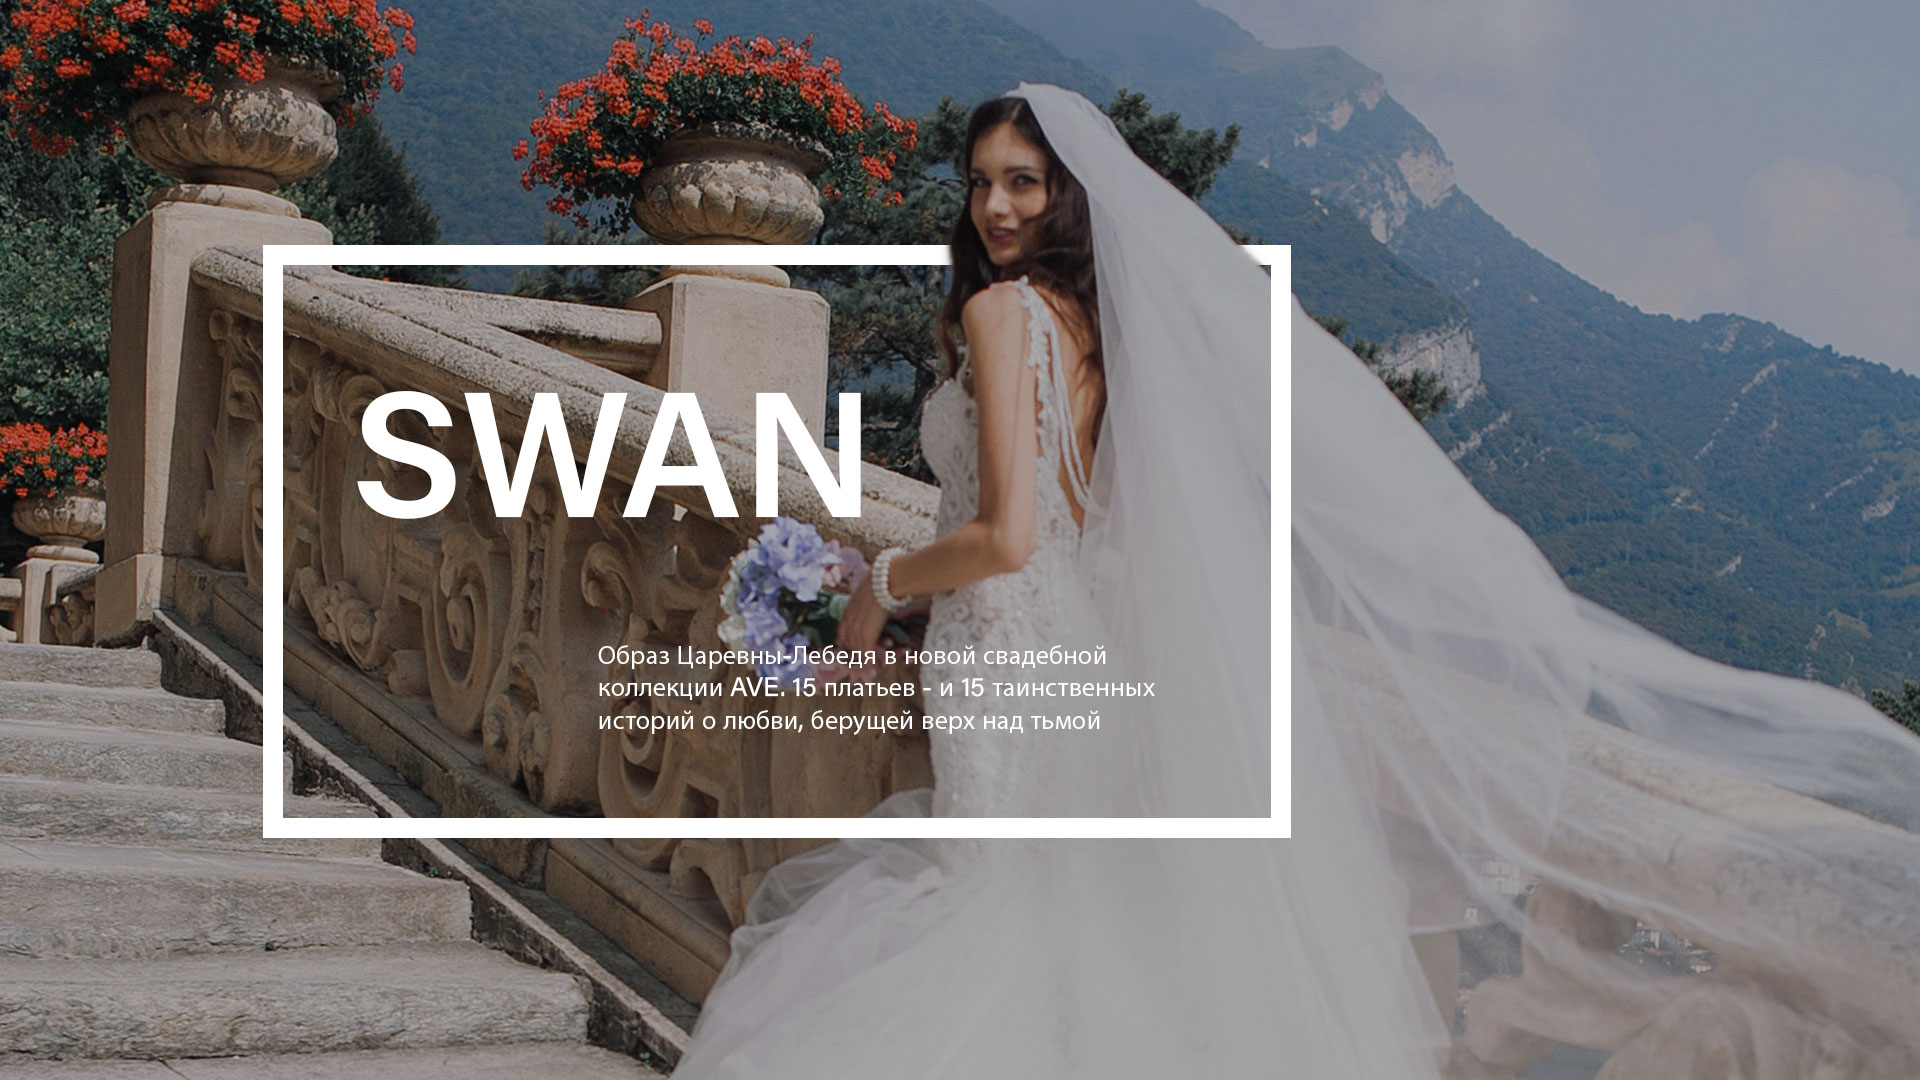 SWAN
Образ Царевны-Лебедя в новой свадебной
коллекции AVE. 15 платьев - и 15 таинственных
историй о любви, берущей верх над тьмой